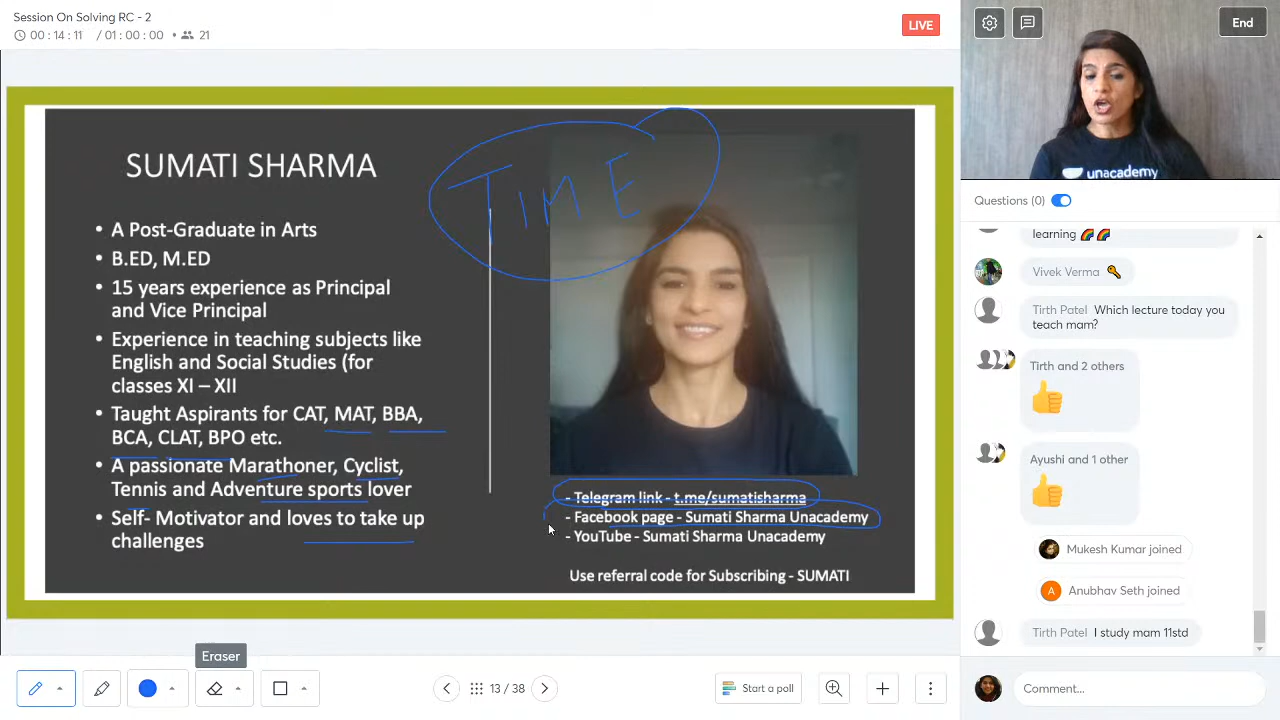 Session On Solving RC - 2
00 : 14 : 11 / 01 : 00 : 00 • 21
LIVE
End
SUMATI SHARMA
TIME
• A Post-Graduate in Arts
• B.ED, M.ED
• 15 years experience as Principal
and Vice Principal
• Experience in teaching subjects like
English and Social Studies (for
classes XI – XII
• Taught Aspirants for CAT, MAT, BBA,
BCA, CLAT, BPO etc.
• A passionate Marathoner, Cyclist,
Tennis and Adventure sports lover
• Self- Motivator and loves to take up
challenges
- Telegram link - t.me/sumatisharma
- Facebook page - Sumati Sharma Unacademy
- YouTube - Sumati Sharma Unacademy
Use referral code for Subscribing - SUMATI
unacademy
Questions (0)
learning 🌈🌈
Vivek Verma 🔑
Tirth Patel Which lecture today you
teach mam?
Tirth and 2 others
Ayushi and 1 other
Mukesh Kumar joined
A Anubhav Seth joined
Tirth Patel I study mam 11std
Eraser
13 / 38
Start a poll
Comment...